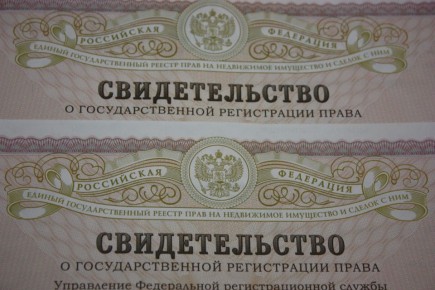 РОССИЙСКАЯ ФЕДЕРАЦИЯ
ЕДИНЫЙ ГОСУДАРСТВЕННЫЙ РЕЕСТР ПРАВ НА НЕДВИЖИМОЕ ИМУЩЕСТВО И СДЕЛОК С НИМ
СВИДЕТЕЛЬСТВО
О ГОСУДАРСТВЕННОЙ РЕГИСТРАЦИИ ПРАВА
РОССИЙСКАЯ ФЕДЕРАЦИЯ
ЕДИНЫЙ ГОСУДАРСТВЕННЫЙ РЕЕСТР ПРАВ НА НЕДВИЖИМОЕ ИМУЩЕСТВО И СДЕЛОК С НИМ
СВИДЕТЕЛЬСТВО
О ГОСУДАРСТВЕННОЙ РЕГИСТРАЦИИ ПРАВА
Управление Федеральной регистрационной службы